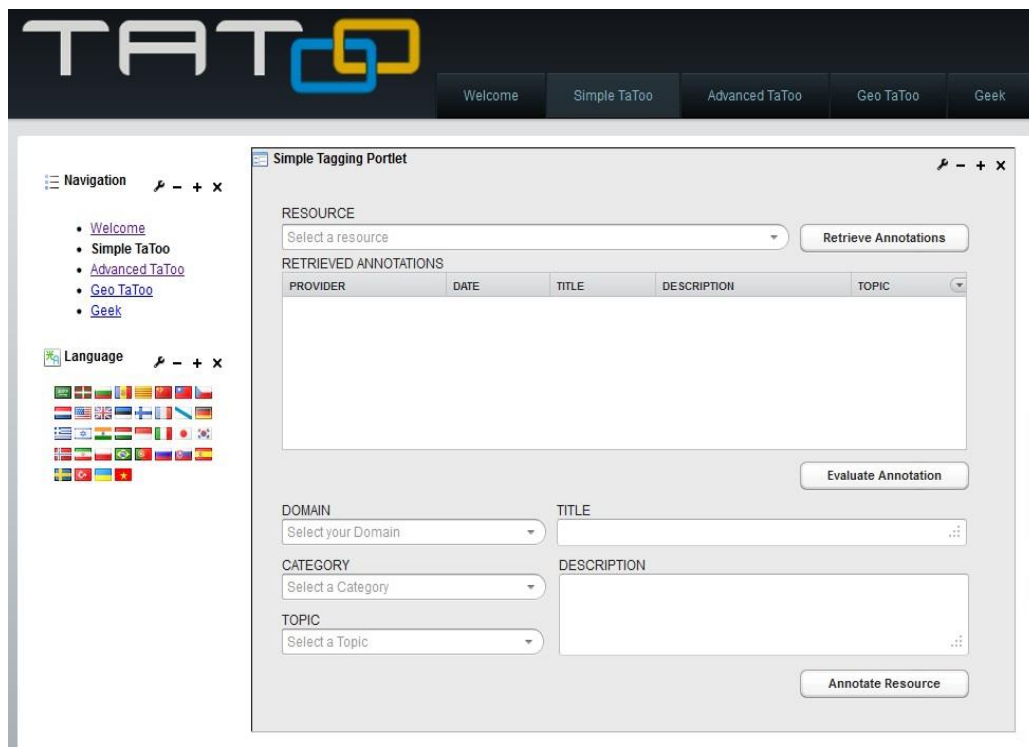 TATOO
Welcome Simple TaToo Advanced TaToo Geo TaToo Geek
Navigation
Welcome
Simple TaToo
Advanced TaToo
Geo TaToo
Geek
Language
Simple Tagging Portlet
RESOURCE
Select a resource
Retrieve Annotations
RETRIEVED ANNOTATIONS
PROVIDER DATE TITLE DESCRIPTION TOPIC
Evaluate Annotation
DOMAIN
Select your Domain
TITLE
CATEGORY
Select a Category
DESCRIPTION
TOPIC
Select a Topic
Annotate Resource